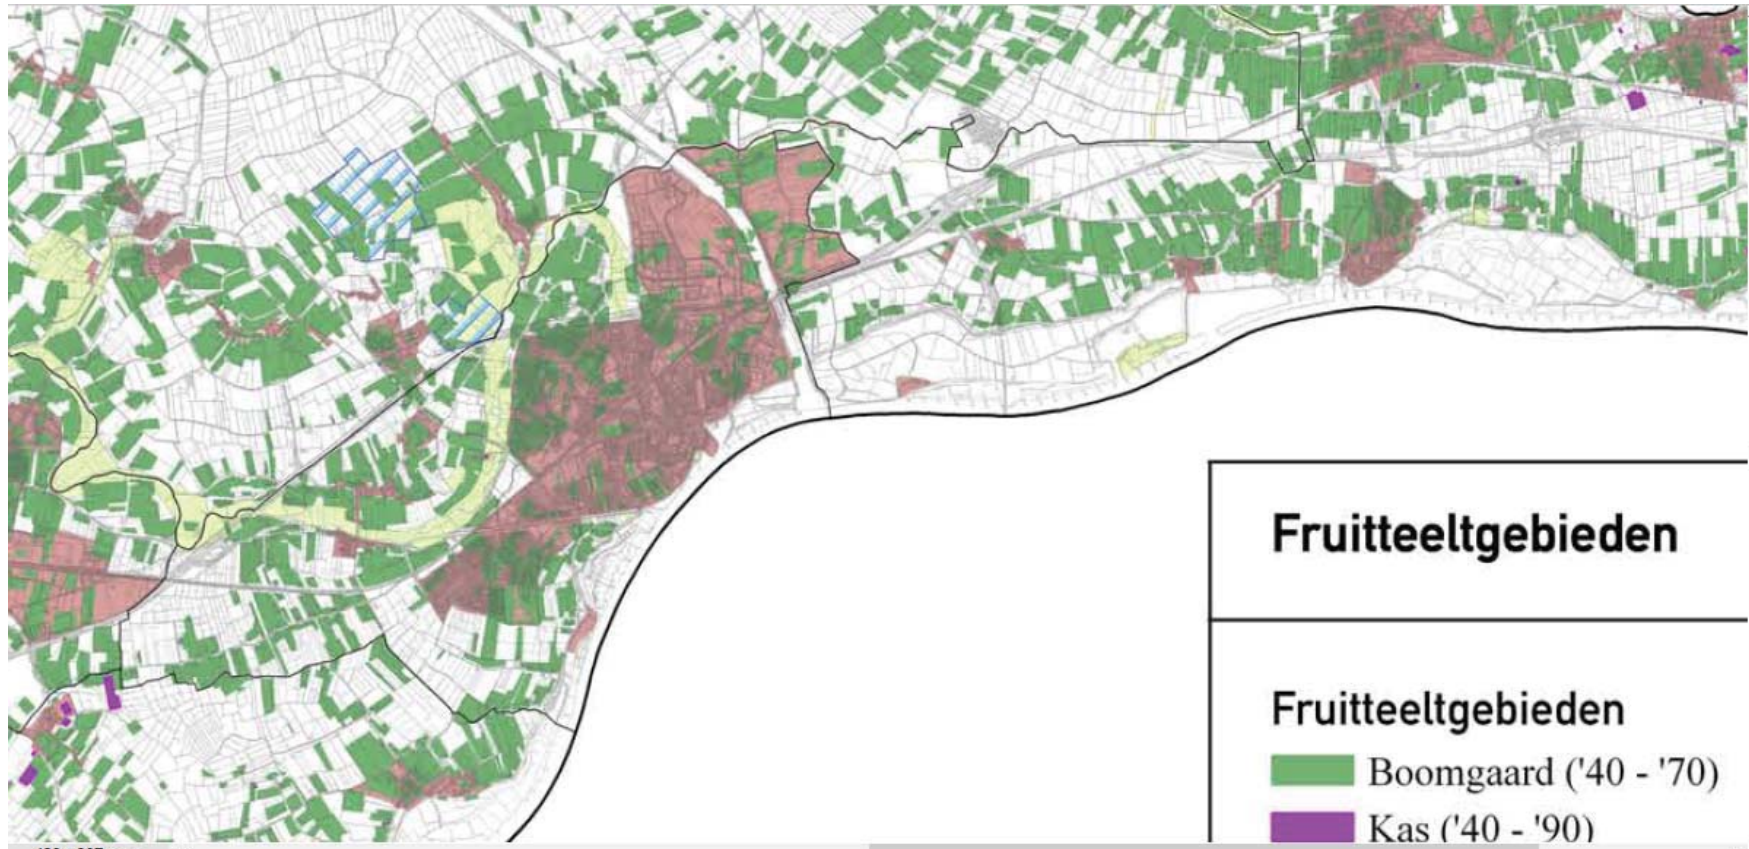 Fruitteeltgebieden
Fruitteeltgebieden
Boomgaard ('40 - '70)
Kas ('40 - '90)